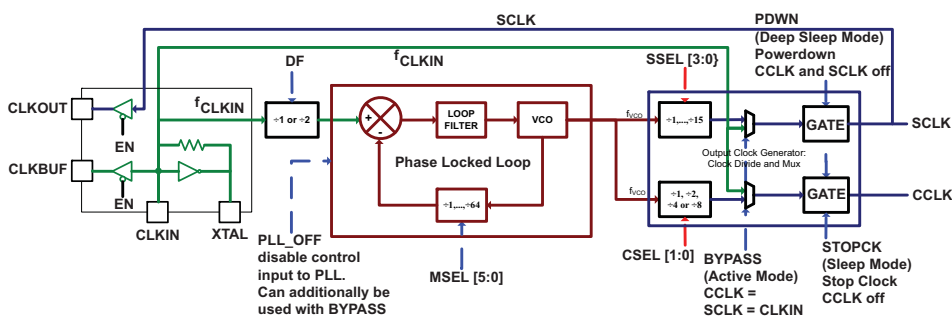 SCLK
PDWN
(Deep Sleep Mode)
Powerdown
CCLK and SCLK off
DF
fCLKIN
SSEL [3:0}
CLKOUT
fCLKIN
EN
÷1 or ÷2
+
-
LOOP
FILTER
VCO
fVCO
÷1,...,÷15
GATE
SCLK
Phase Locked Loop
Output Clock Generator:
Clock Divide and Mux
CLKBUF
EN
÷1,...,÷64
fVCO
÷1, ÷2,
÷4 or ÷8
GATE
CCLK
CLKIN
XTAL
PLL_OFF
disable control
input to PLL.
Can additionally be
used with BYPASS
MSEL [5:0]
CSEL [1:0]
BYPASS
(Active Mode)
CCLK =
SCLK = CLKIN
STOPCK
(Sleep Mode)
Stop Clock
CCLK off